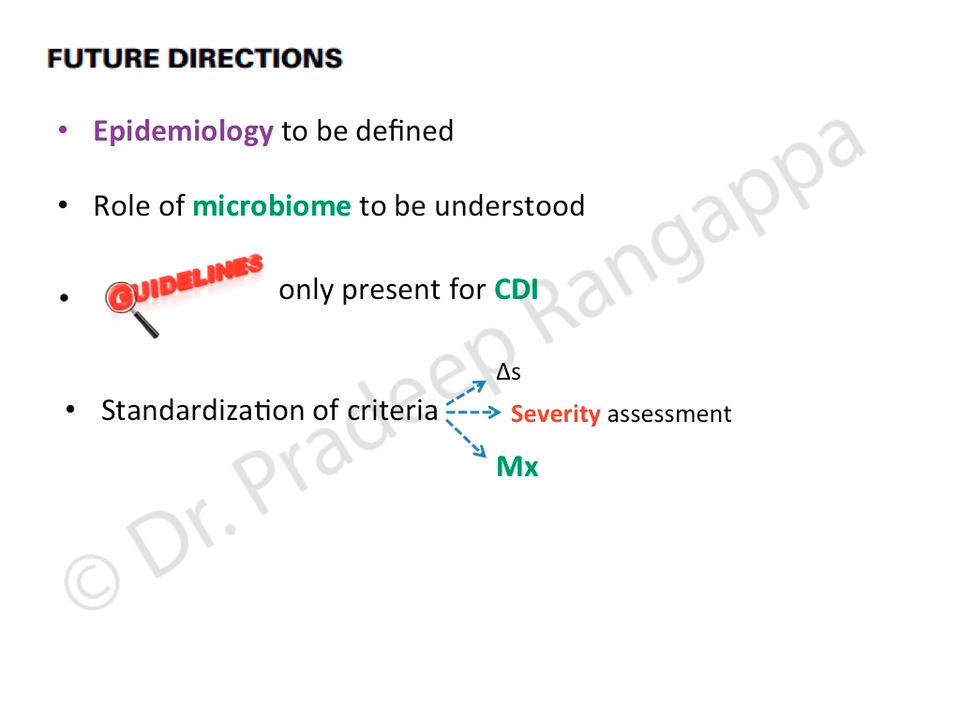 FUTURE DIRECTIONS
• Epidemiology to be defined
• Role of microbiome to be understood
• GUIDELINES only present for CDI
Δs
• Standardization of criteria
Severity assessment
Mx
© Dr. Pradeep Rangappa